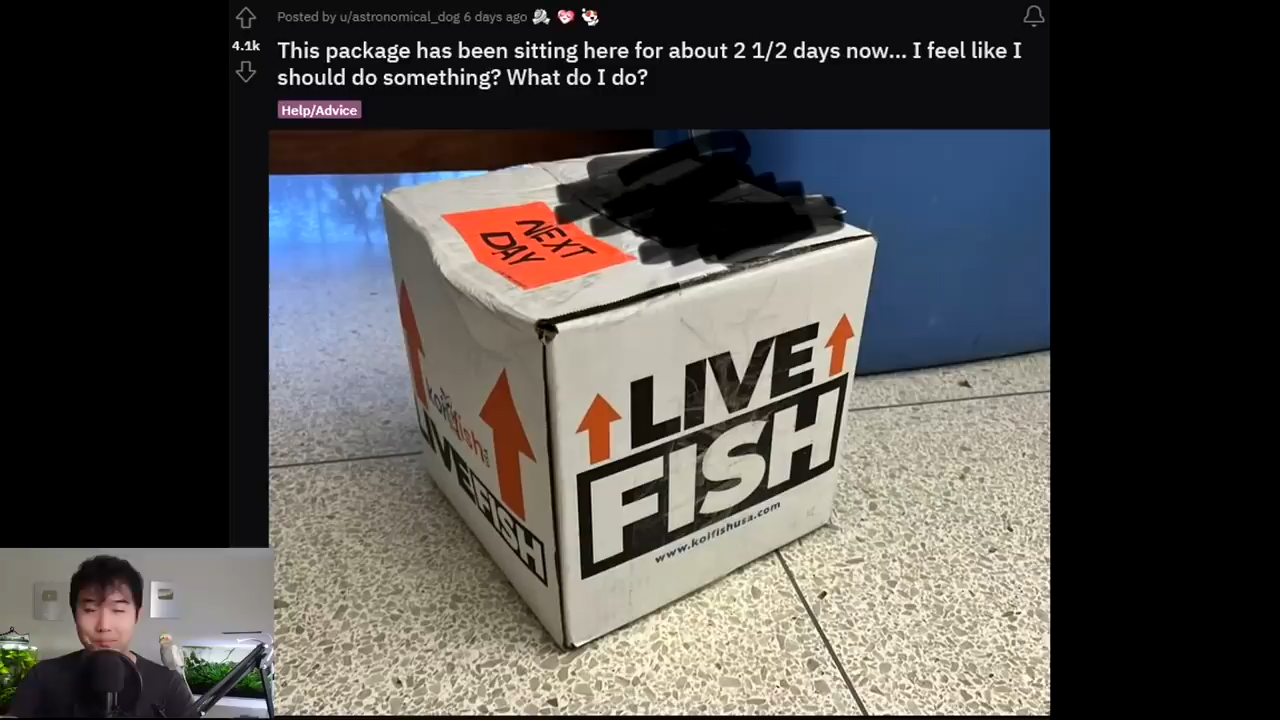 Posted by u/astronomical_dog 6 days ago
4.1k
This package has been sitting here for about 2 1/2 days now... I feel like I
should do something? What do I do?
Help/Advice
NEXT
DAY
LIVE
FISH
www.koifishusa.com
koifish
LIVE FISH